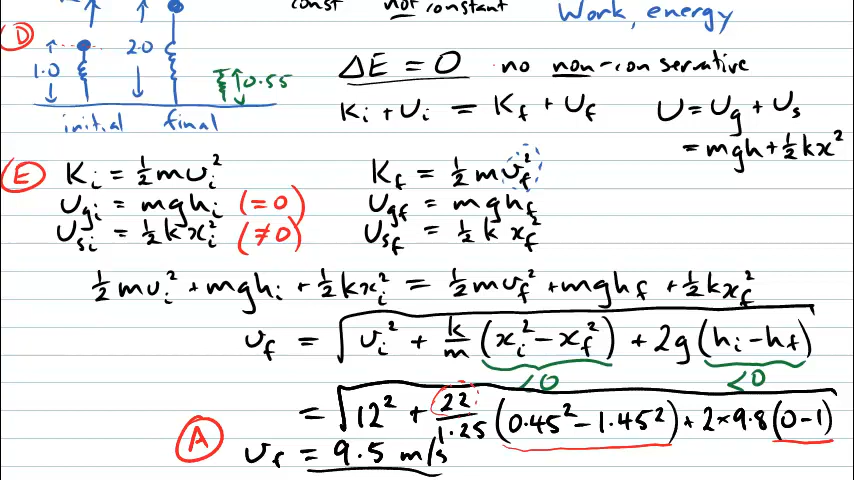 const not constant
Work, energy
D
1.0 2.0 0.55
initial final
ΔE = 0 no non-conservative
Ki + Ui = Kf + Uf U = Ug + Us
= mgh + ½kx²
E Ki = ½mvi² Kf = ½mvf²
Ugi = mghi (=0) Ugf = mghf
Usi = ½kxi² (≠0) Usf = ½kxf²
½mvi² + mghi + ½kxi² = ½mvf² + mghf + ½kxf²
vf = √(vi² + k/m (xi² − xf²) + 2g (hi − hf))
<0 <0
= √(12² + 22/1.25 (0.45² − 1.45²) + 2×9.8 (0−1))
A vf = 9.5 m/s